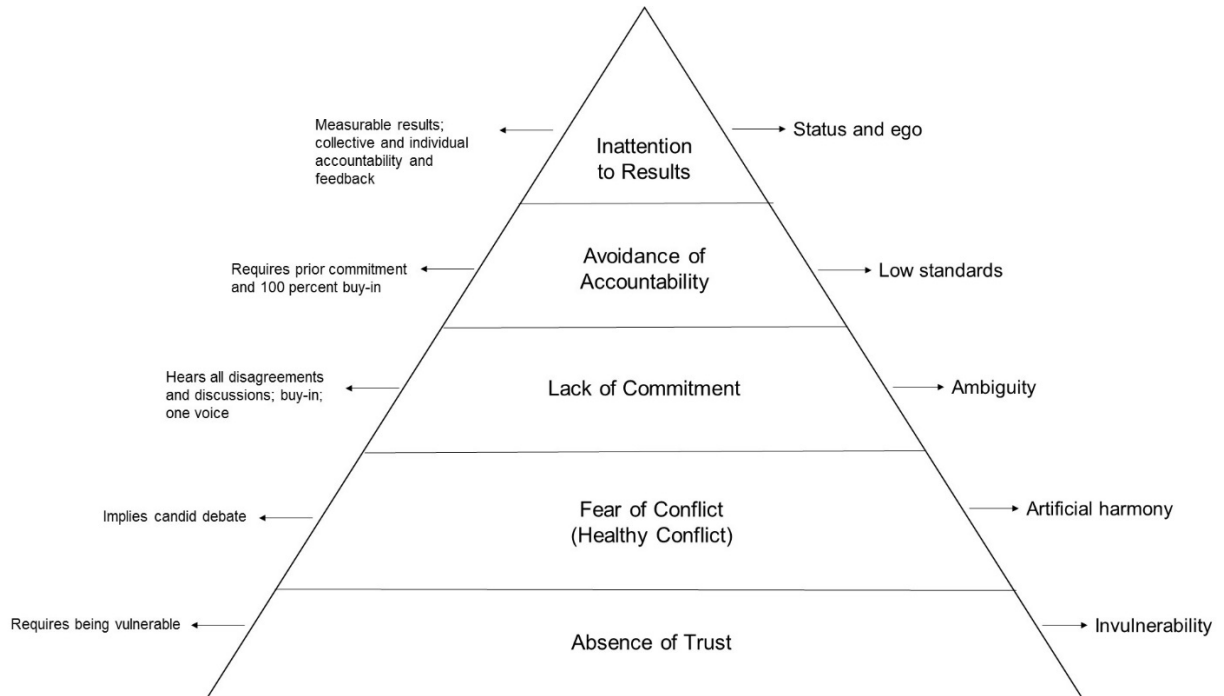 Measurable results;
collective and individual
accountability and
feedback
Inattention
to Results
Status and ego
Requires prior commitment
and 100 percent buy-in
Avoidance of
Accountability
Low standards
Hears all disagreements
and discussions; buy-in;
one voice
Lack of Commitment
Ambiguity
Implies candid debate
Fear of Conflict
(Healthy Conflict)
Artificial harmony
Requires being vulnerable
Absence of Trust
Invulnerability